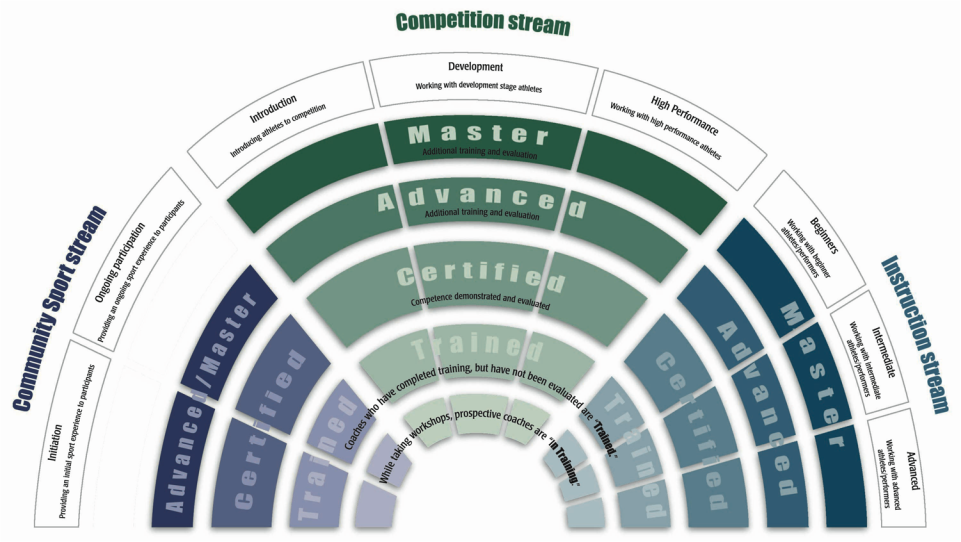 Competition stream
Introduction
Introducing athletes to competition
Development
Working with development stage athletes
High Performance
Working with high performance athletes
Master
Additional training and evaluation
Advanced
Additional training and evaluation
Certified
Competence demonstrated and evaluated
Trained
Coaches who have completed training, but have not been evaluated are "Trained."
While taking workshops, prospective coaches are "In Training."
Community Sport stream
Ongoing participation
Providing an ongoing sport experience to participants
Initiation
Providing an initial sport experience to participants
Advanced/Master
Certified
Trained
Instruction stream
Beginners
Working with beginner
athletes/performers
Intermediate
Working with intermediate
athletes/performers
Advanced
Working with advanced
athletes/performers
Master
Advanced
Certified
Trained